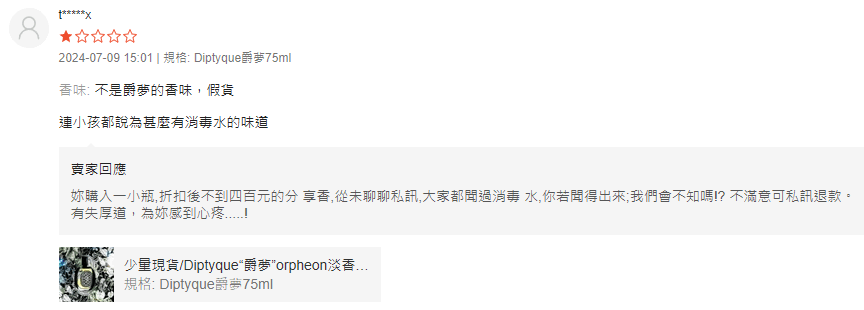 t*****x
2024-07-09 15:01 | 規格: Diptyque爵夢75ml
香味: 不是爵夢的香味，假貨
連小孩都說為甚麼有消毒水的味道
賣家回應
妳購入一小瓶,折扣後不到四百元的分 享香,從未聊聊私訊,大家都聞過消毒 水,你若聞得出來;我們會不知嗎!? 不滿意可私訊退款。
有失厚道，為妳感到心疼.....!
少量現貨/Diptyque“爵夢”orpheon淡香…
規格: Diptyque爵夢75ml